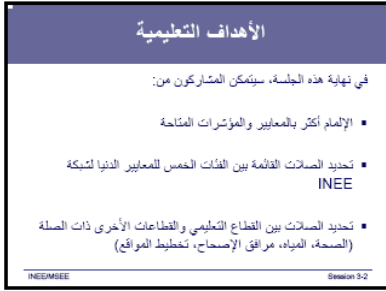 الأهداف التعليمية
في نهاية هذه الجلسة، سيتمكن المشاركون من:
▪ الإلمام أكثر بالمعايير والمؤشرات المتاحة
▪ تحديد الصلات القائمة بين الفئات الخمس للمعايير الدنيا لشبكة
INEE
▪ تحديد الصلات بين القطاع التعليمي والقطاعات الأخرى ذات الصلة
(الصحة، المياه، مرافق الإصحاح، تخطيط المواقع)
INEE/MSEE
Session 3-2